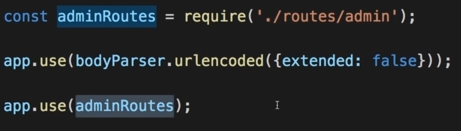 const adminRoutes = require('./routes/admin');
app.use(bodyParser.urlencoded({extended: false}));
app.use(adminRoutes);